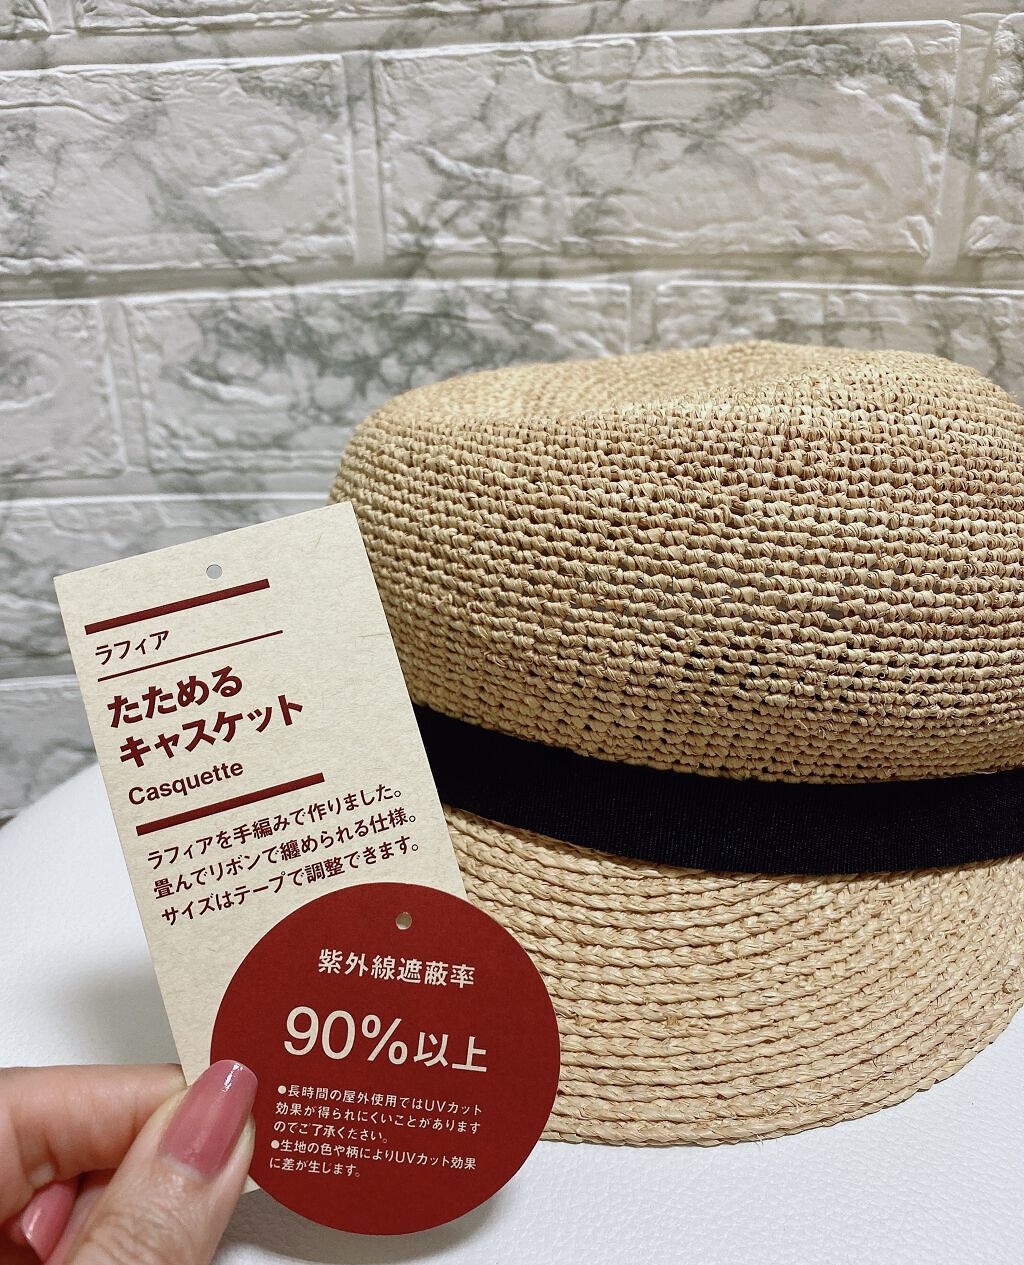 ラフィア
たためる
キャスケット
Casquette
ラフィアを手編みで作りました。
畳んでリボンで纏められる仕様。
サイズはテープで調整できます。
紫外線遮蔽率
90%以上
●長時間の屋外使用ではUVカット
効果が得られにくいことがあります
のでご了承ください。
●生地の色や柄によりUVカット効果
に差が生じます。